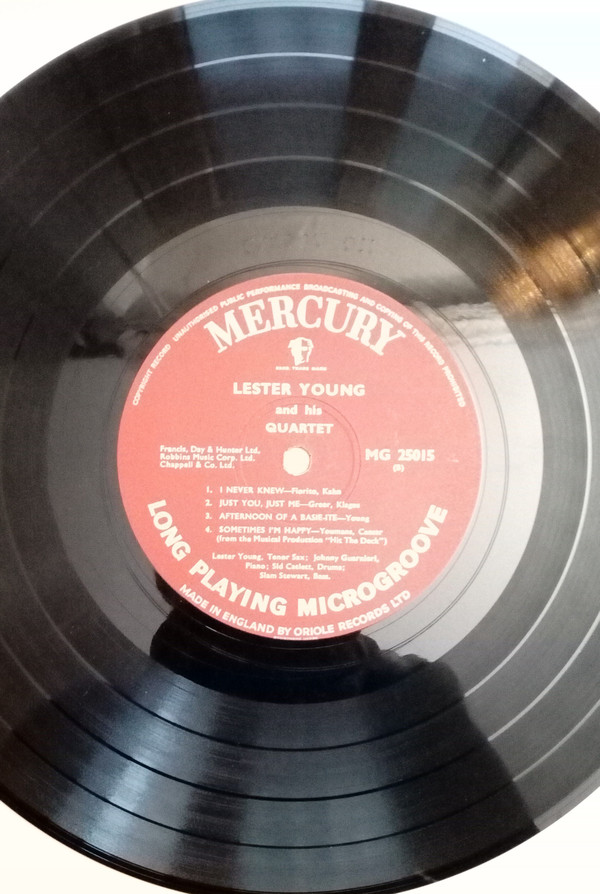 COPYRIGHT RECORD UNAUTHORISED PUBLIC PERFORMANCE BROADCASTING AND COPYING OF THIS RECORD PROHIBITED
MERCURY
LESTER YOUNG
and his
QUARTET
Francis, Day & Hunter Ltd.
Robbins Music Corp. Ltd.
Chappell & Co. Ltd.
MG 25015
(B)
1. I NEVER KNEW—Fiorito, Kahn
2. JUST YOU, JUST ME—Greer, Klages
3. AFTERNOON OF A BASIE-ITE—Young
4. SOMETIMES I'M HAPPY—Youmans, Caesar
(from the Musical Production "Hit The Deck")
Lester Young, Tenor Sax; Johnny Guarnieri,
Piano; Sid Catlett, Drums;
Slam Stewart, Bass.
LONG PLAYING MICROGROOVE
MADE IN ENGLAND BY ORIOLE RECORDS LTD